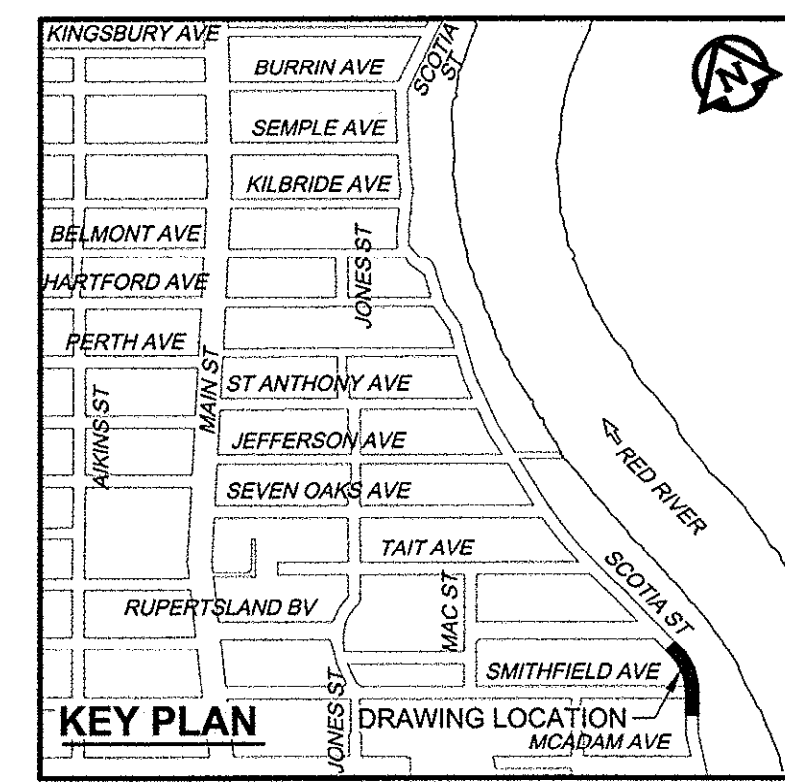 KINGSBURY AVE
BURRIN AVE
SCOTIA ST
N
SEMPLE AVE
KILBRIDE AVE
BELMONT AVE
JONES ST
HARTFORD AVE
PERTH AVE
MAIN ST
ST ANTHONY AVE
AIKINS ST
JEFFERSON AVE
RED RIVER
SEVEN OAKS AVE
TAIT AVE
SCOTIA ST
MAC ST
RUPERTSLAND BV
SMITHFIELD AVE
JONES ST
KEY PLAN
DRAWING LOCATION
MCADAM AVE